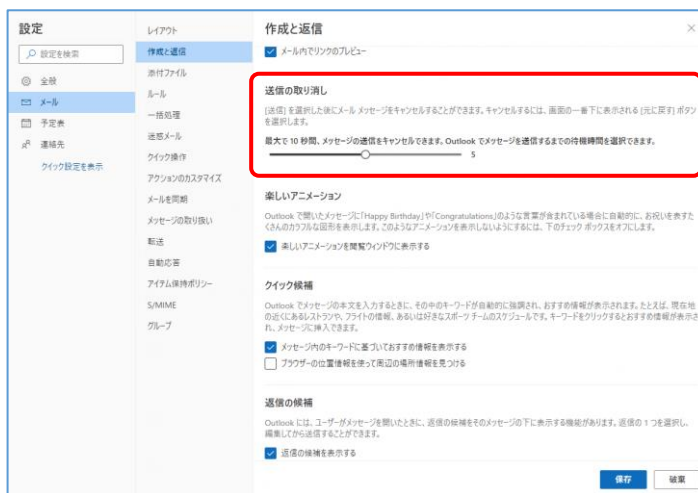 設定
設定を検索
全般
メール
予定表
連絡先
クイック設定を表示
レイアウト
作成と返信
添付ファイル
ルール
一括処理
迷惑メール
クイック操作
アクションのカスタマイズ
メールを同期
メッセージの取り扱い
転送
自動応答
アイテム保持ポリシー
S/MIME
グループ
作成と返信
メール内でリンクのプレビュー
送信の取り消し
[送信] を選択した後にメール メッセージをキャンセルすることができます。キャンセルするには、画面の一番下に表示される [元に戻す] ボタン
を選択します。
最大で 10 秒間、メッセージの送信をキャンセルできます。Outlook でメッセージを送信するまでの待機時間を選択できます。
5
楽しいアニメーション
Outlook で開いたメッセージに「Happy Birthday」や「Congratulations」のような言葉が含まれている場合に自動的に、お祝いを表すた
くさんのカラフルな図形を表示します。このようなアニメーションを表示しないようにするには、下のチェック ボックスをオフにします。
楽しいアニメーションを閲覧ウィンドウに表示する
クイック候補
Outlook でメッセージの本文を入力するときに、その中のキーワードが自動的に強調され、おすすめ情報が表示されます。たとえば、現在地
の近くにあるレストランや、フライトの情報、あるいは好きなスポーツ チームのスケジュールです。キーワードをクリックするとおすすめ情報が表示さ
れ、メッセージに挿入できます。
メッセージ内のキーワードに基づいておすすめ情報を表示する
ブラウザーの位置情報を使って周辺の場所情報を見つける
返信の候補
Outlook には、ユーザーがメッセージを開いたときに、返信の候補をそのメッセージの下に表示する機能があります。返信の 1 つを選択し、
編集してから送信することができます。
返信の候補を表示する
保存
破棄